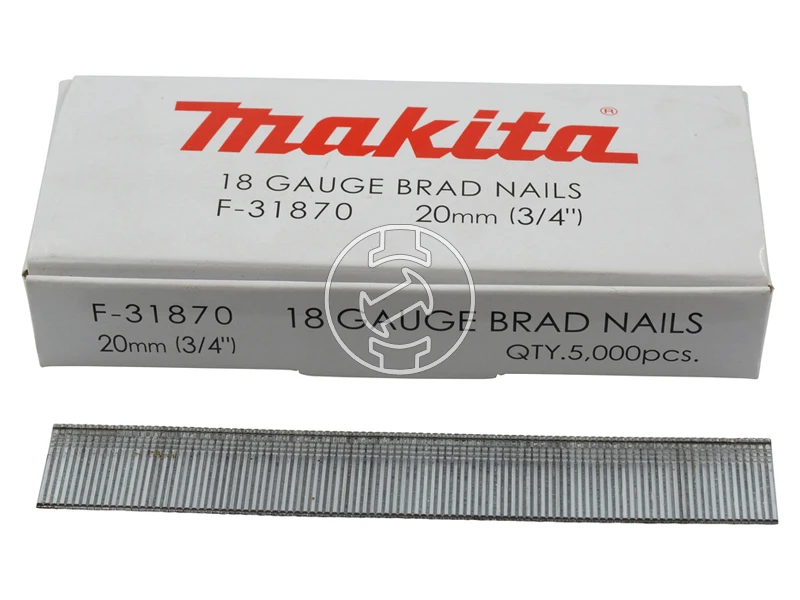 makita®
18 GAUGE BRAD NAILS
F-31870 20mm (3/4")
F-31870 18 GAUGE BRAD NAILS
20mm (3/4") QTY.5,000pcs.